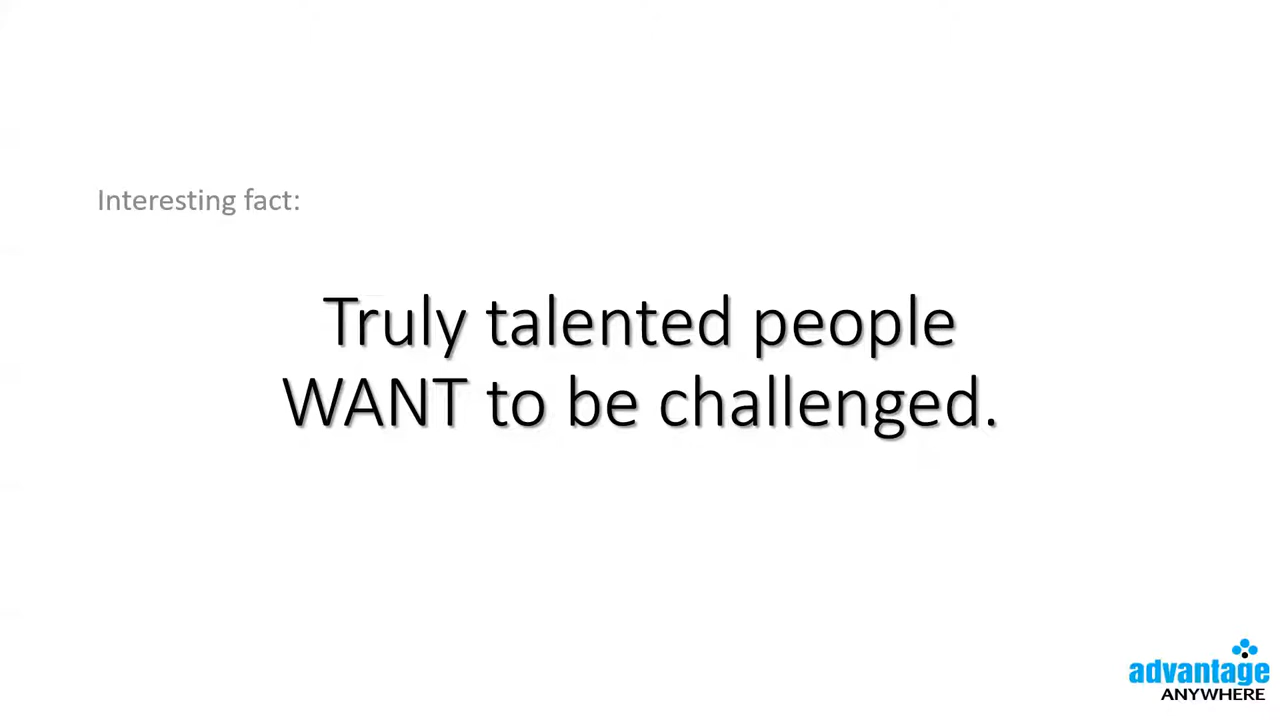 Interesting fact:
Truly talented people
WANT to be challenged.
advantage
ANYWHERE